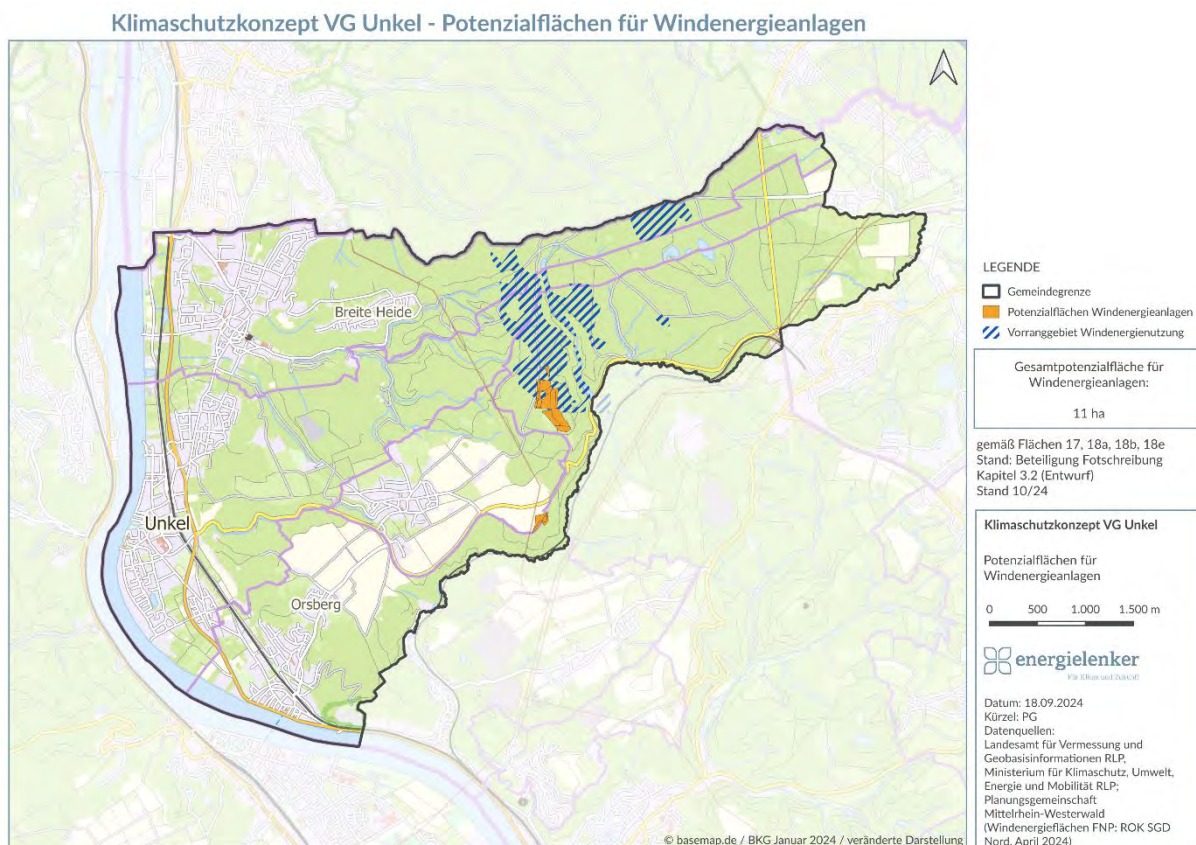 Klimaschutzkonzept VG Unkel - Potenzialflächen für Windenergieanlagen
Breite Heide
Unkel
Orsberg
© basemap.de / BKG Januar 2024 / veränderte Darstellung
LEGENDE
Gemeindegrenze
Potenzialflächen Windenergieanlagen
Vorranggebiet Windenergienutzung
Gesamtpotenzialfläche für
Windenergieanlagen:
11 ha
gemäß Flächen 17, 18a, 18b, 18e
Stand: Beteiligung Fotschreibung
Kapitel 3.2 (Entwurf)
Stand 10/24
Klimaschutzkonzept VG Unkel
Potenzialflächen für
Windenergieanlagen
0 500 1.000 1.500 m
energielenker
Für Klima und Zukunft
Datum: 18.09.2024
Kürzel: PG
Datenquellen:
Landesamt für Vermessung und
Geobasisinformationen RLP,
Ministerium für Klimaschutz, Umwelt,
Energie und Mobilität RLP;
Planungsgemeinschaft
Mittelrhein-Westerwald
(Windenergieflächen FNP: ROK SGD
Nord, April 2024)